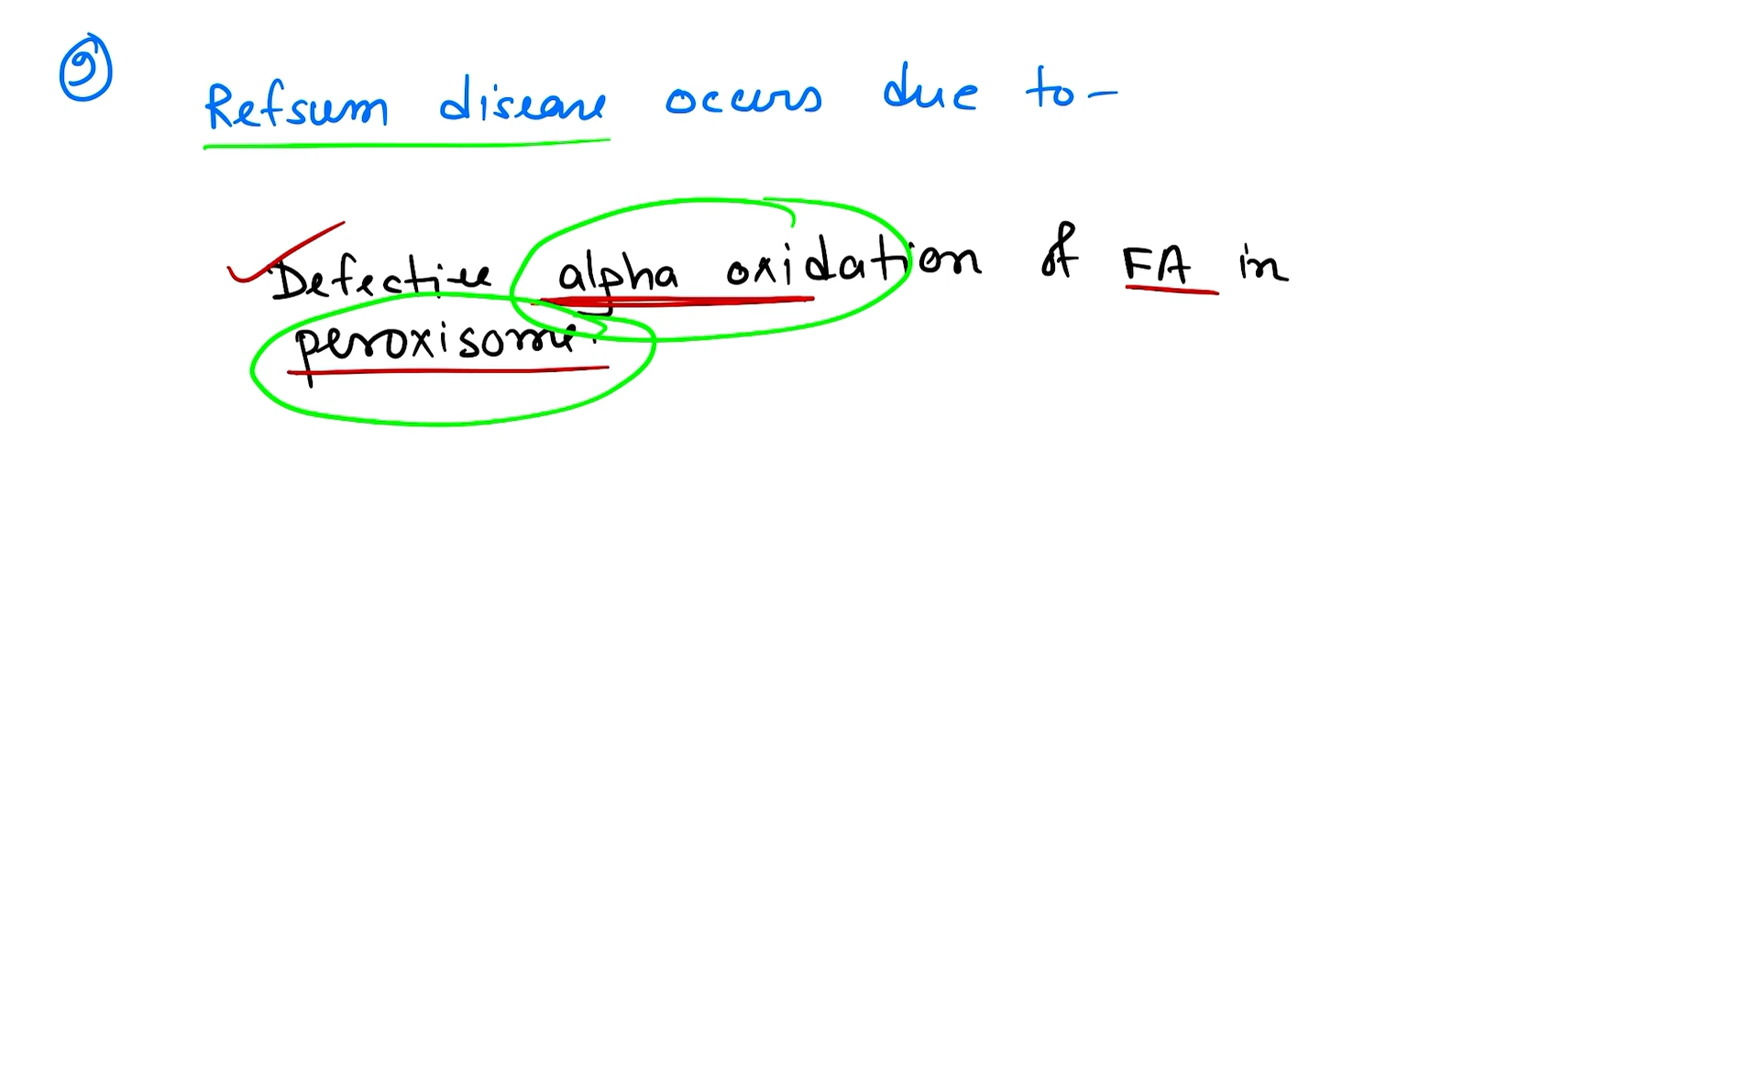 9
Refsum disease occurs due to -
Defective alpha oxidation of FA in
peroxisome.